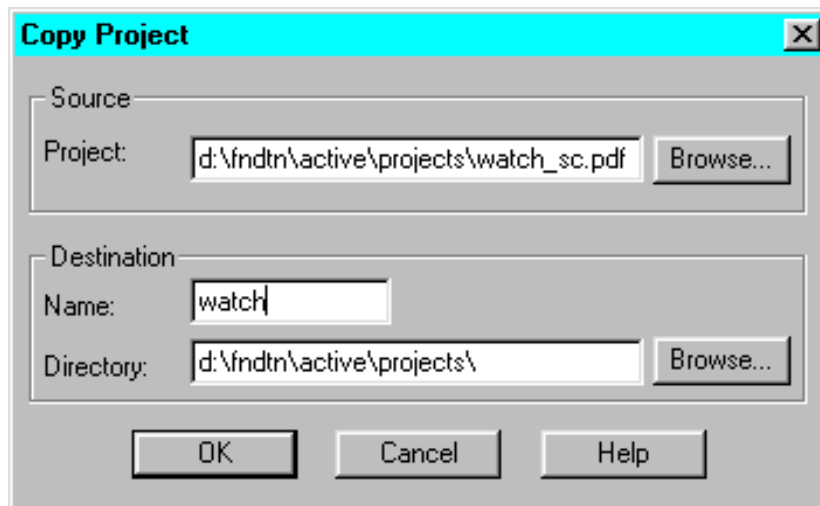 Copy Project
Source
Project: d:\fndtn\active\projects\watch_sc.pdf Browse...
Destination
Name: watch
Directory: d:\fndtn\active\projects\ Browse...
OK Cancel Help